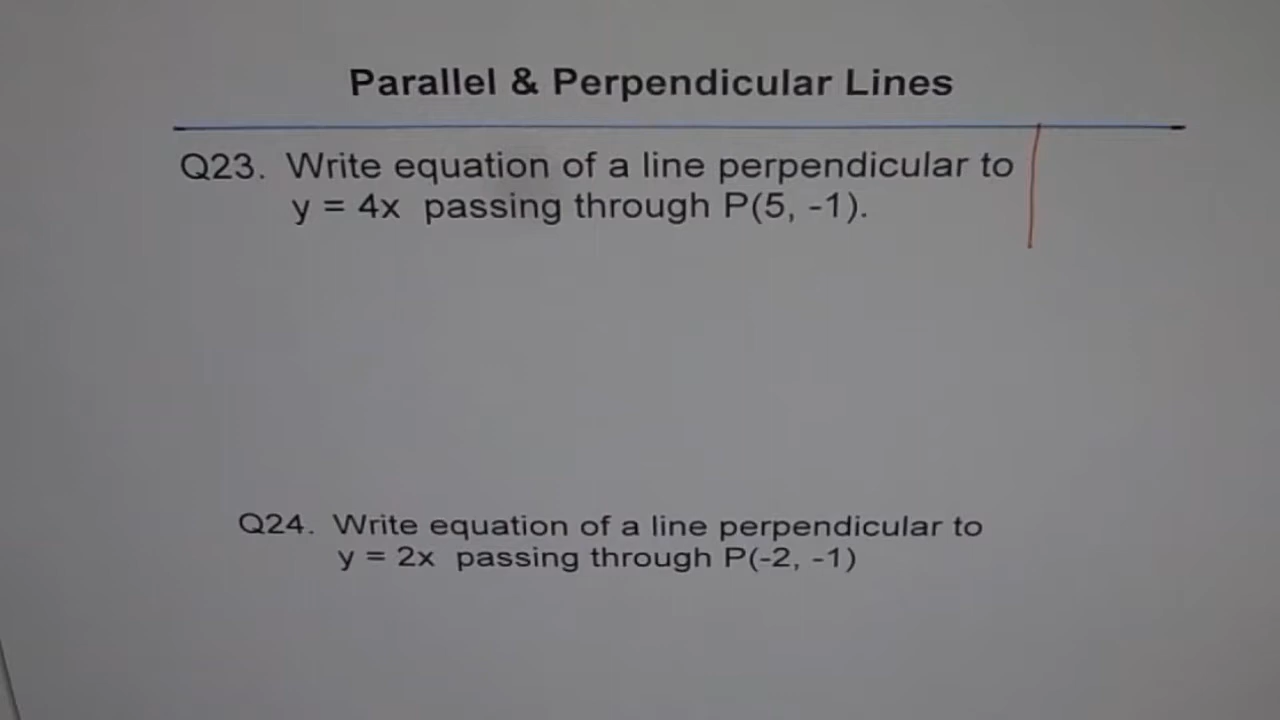 Parallel & Perpendicular Lines
Q23. Write equation of a line perpendicular to
y = 4x passing through P(5, -1).
Q24. Write equation of a line perpendicular to
y = 2x passing through P(-2, -1)